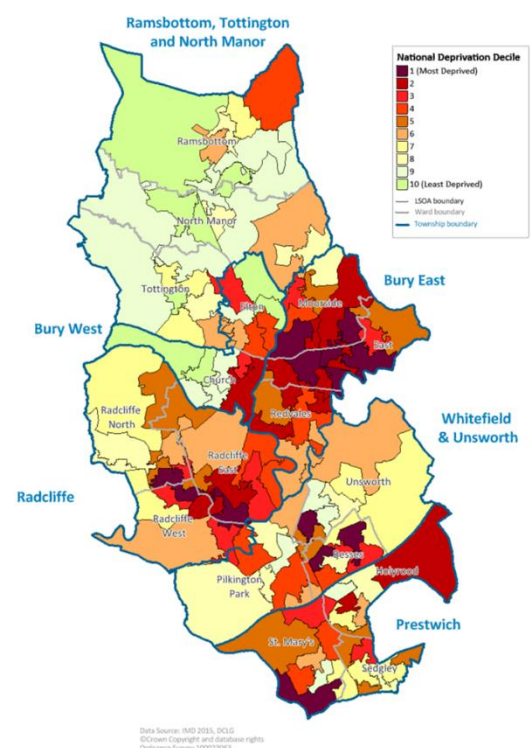 Ramsbottom, Tottington
and North Manor
National Deprivation Decile
1 (Most Deprived)
2
3
4
5
6
7
8
9
10 (Least Deprived)
LSOA boundary
Ward boundary
Township boundary
Ramsbottom
North Manor
Tottington
Elton
Moorside
Bury East
Bury West
East
Church
Redvales
Radcliffe
North
Whitefield
& Unsworth
Radcliffe
East
Unsworth
Radcliffe
Radcliffe
West
Besses
Holyrood
Pilkington
Park
Prestwich
St. Mary's
Sedgley
Data Source: IMD 2015, DCLG
©Crown Copyright and database rights